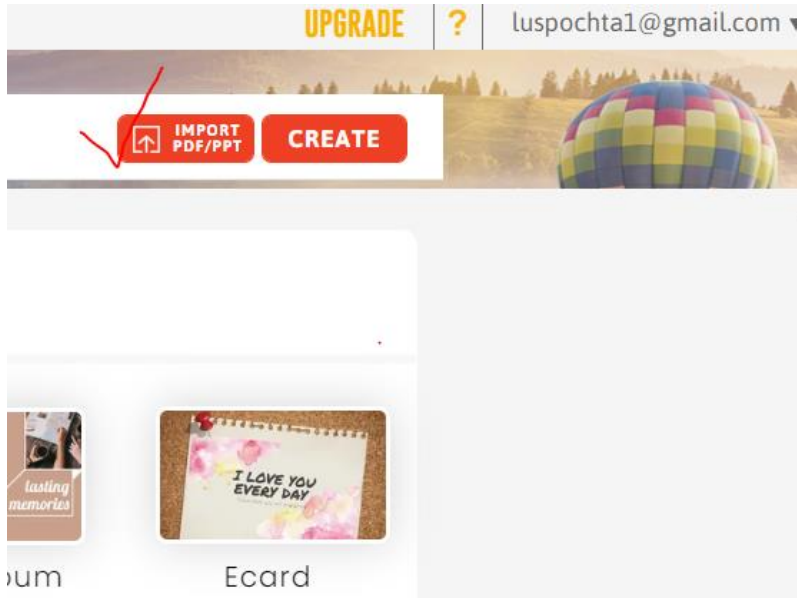 UPGRADE ? luspochta1@gmail.com ▼
IMPORT
PDF/PPT
CREATE
lasting
memories
I LOVE YOU
EVERY DAY
Ecard